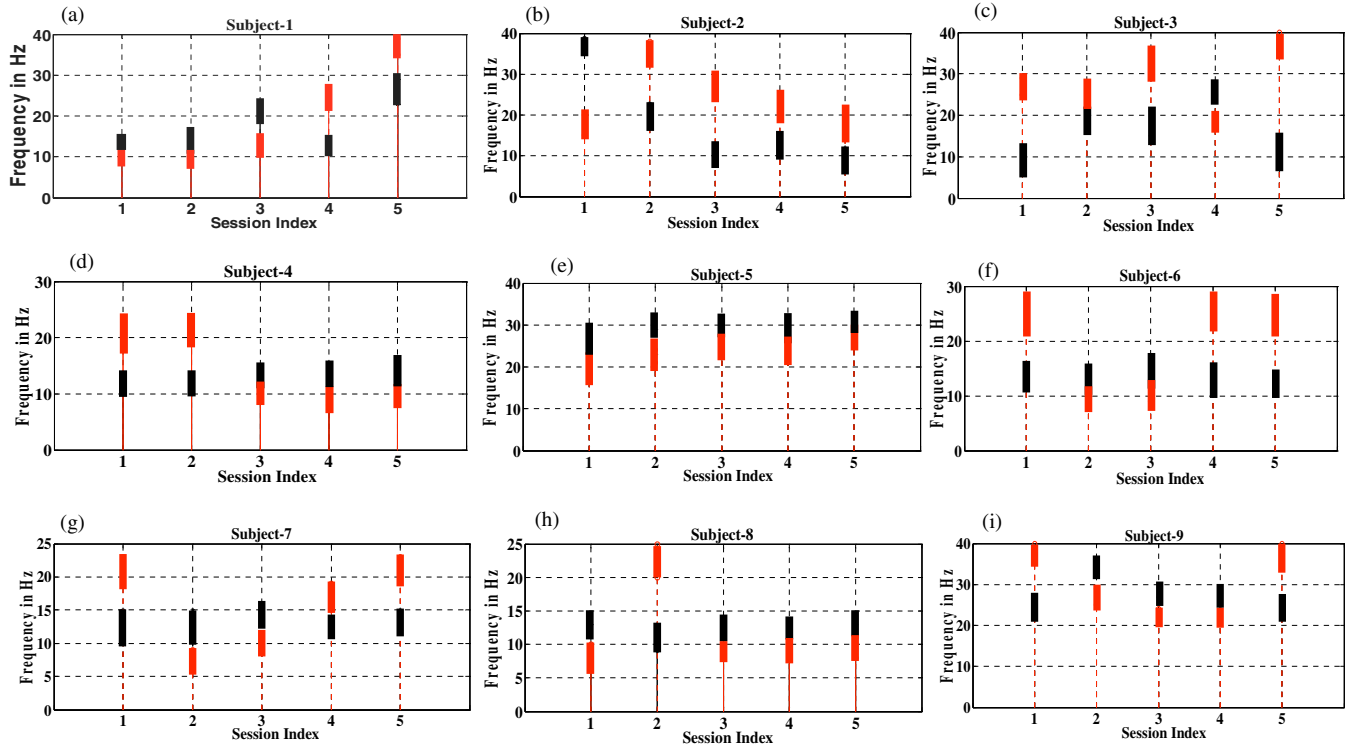 (a)
Subject-1
Frequency in Hz
40
30
20
10
0
1 2 3 4 5
Session Index
(b)
Subject-2
Frequency in Hz
40
30
20
10
0
1 2 3 4 5
Session Index
(c)
Subject-3
Frequency in Hz
40
30
20
10
0
1 2 3 4 5
Session Index
(d)
Subject-4
Frequency in Hz
30
20
10
0
1 2 3 4 5
Session Index
(e)
Subject-5
Frequency in Hz
40
30
20
10
0
1 2 3 4 5
Session Index
(f)
Subject-6
Frequency in Hz
30
20
10
0
1 2 3 4 5
Session Index
(g)
Subject-7
Frequency in Hz
25
20
15
10
5
0
1 2 3 4 5
Session Index
(h)
Subject-8
Frequency in Hz
25
20
15
10
5
0
1 2 3 4 5
Session Index
(i)
Subject-9
Frequency in Hz
40
30
20
10
0
1 2 3 4 5
Session Index